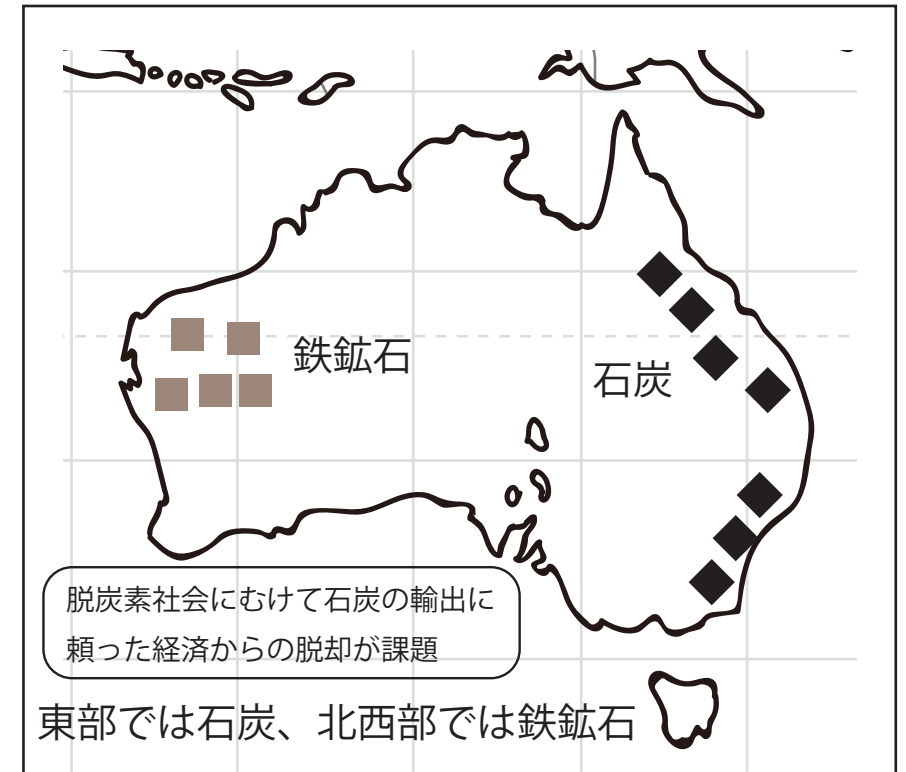 鉄鉱石
石炭
脱炭素社会にむけて石炭の輸出に
頼った経済からの脱却が課題
東部では石炭、北西部では鉄鉱石